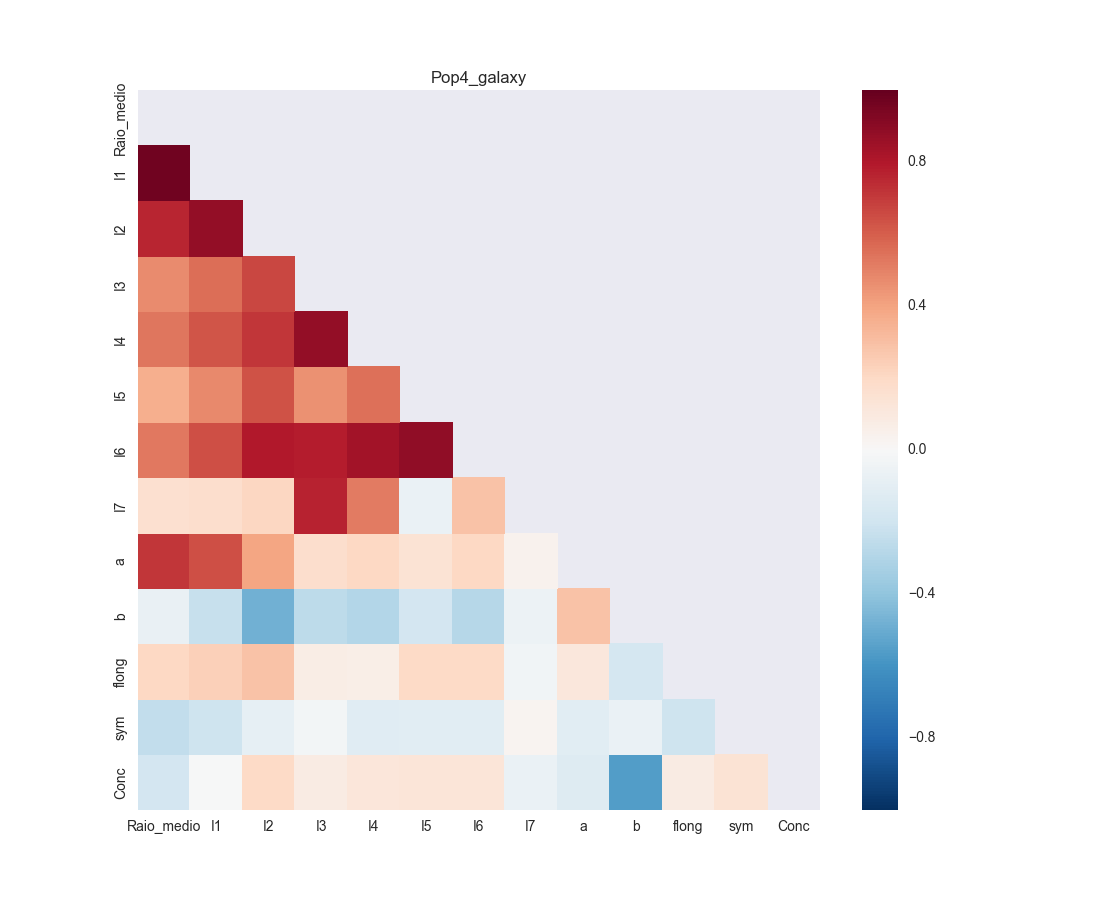 Pop4_galaxy
Raio_medio
I1
I2
I3
I4
I5
I6
I7
a
b
flong
sym
Conc
Raio_medio I1 I2 I3 I4 I5 I6 I7 a b flong sym Conc
0.8
0.4
0.0
−0.4
−0.8